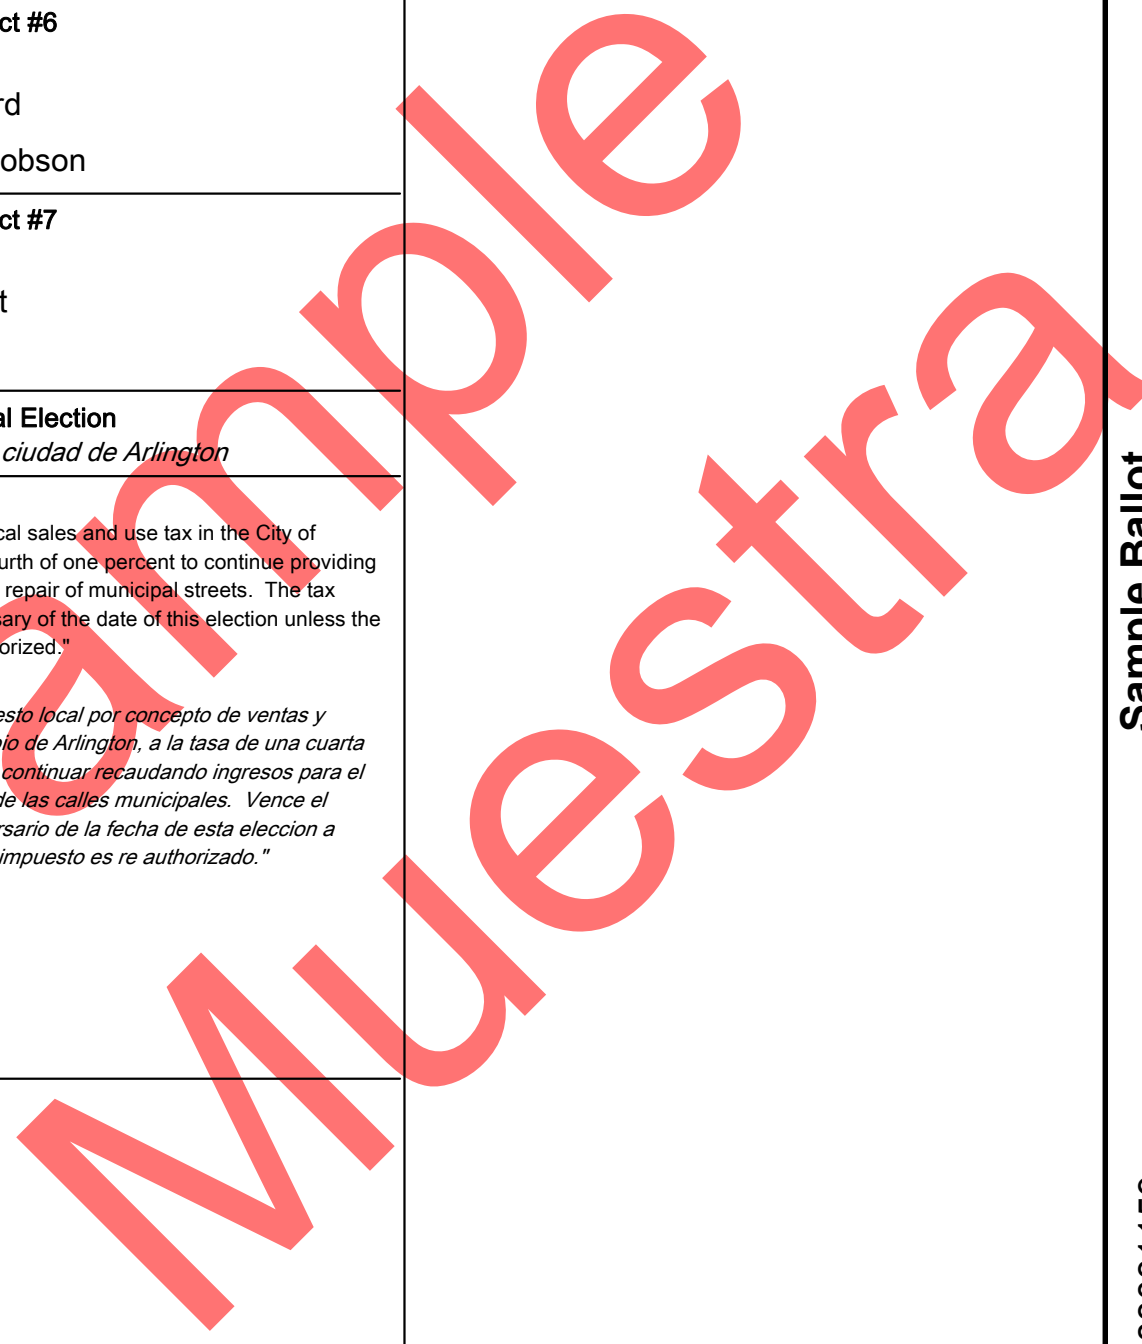 ct #6
rd
obson
ct #7
t
al Election
ciudad de Arlington
cal sales and use tax in the City of
urth of one percent to continue providing
repair of municipal streets.  The tax
sary of the date of this election unless the
orized."
esto local por concepto de ventas y
io de Arlington, a la tasa de una cuarta
continuar recaudando ingresos para el
de las calles municipales.  Vence el
rsario de la fecha de esta eleccion a
impuesto es re authorizado."
ample
Muestra
Sample Ballot